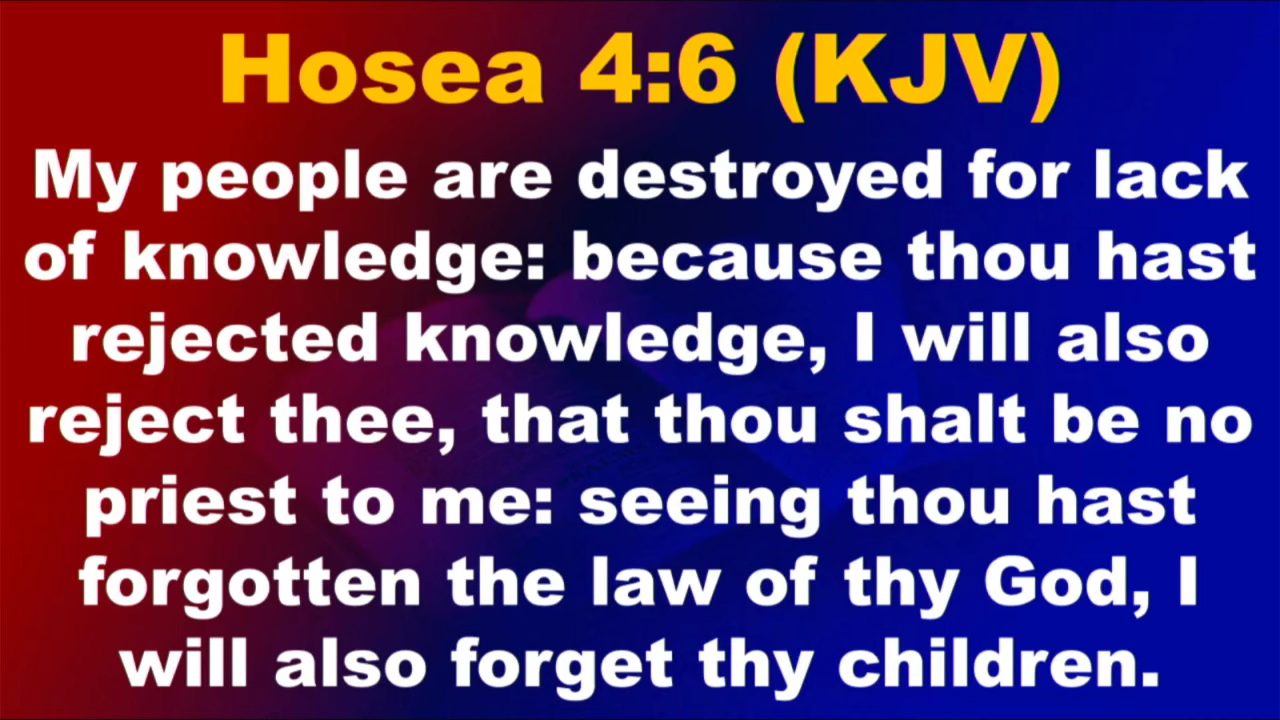 Hosea 4:6 (KJV)
My people are destroyed for lack
of knowledge: because thou hast
rejected knowledge, I will also
reject thee, that thou shalt be no
priest to me: seeing thou hast
forgotten the law of thy God, I
will also forget thy children.